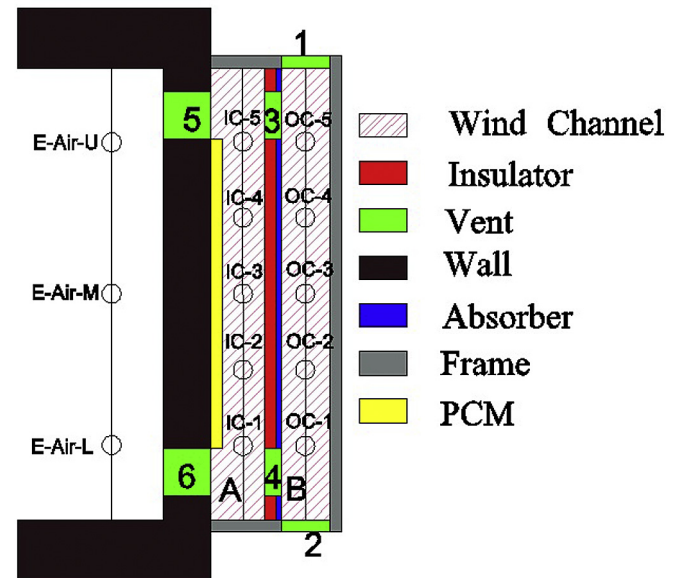 1
5
IC-5
3
OC-5
E-Air-U
IC-4
OC-4
IC-3
OC-3
E-Air-M
IC-2
OC-2
IC-1
OC-1
E-Air-L
6
A
4
B
2
Wind Channel
Insulator
Vent
Wall
Absorber
Frame
PCM